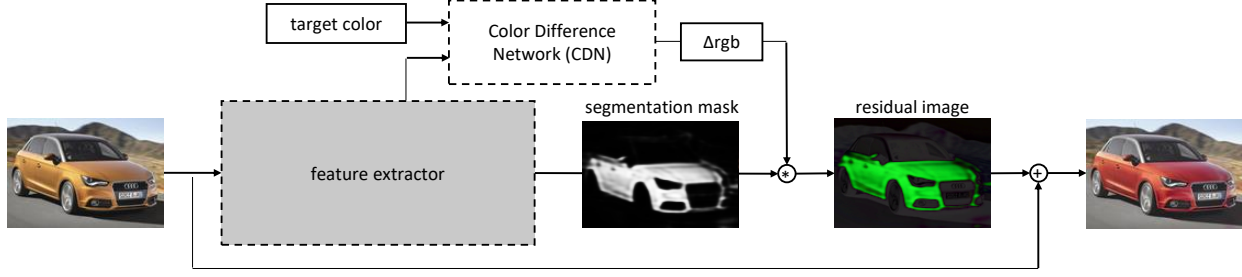 target color
Color Difference
Network (CDN)
Δrgb
segmentation mask
residual image
feature extractor
*
+